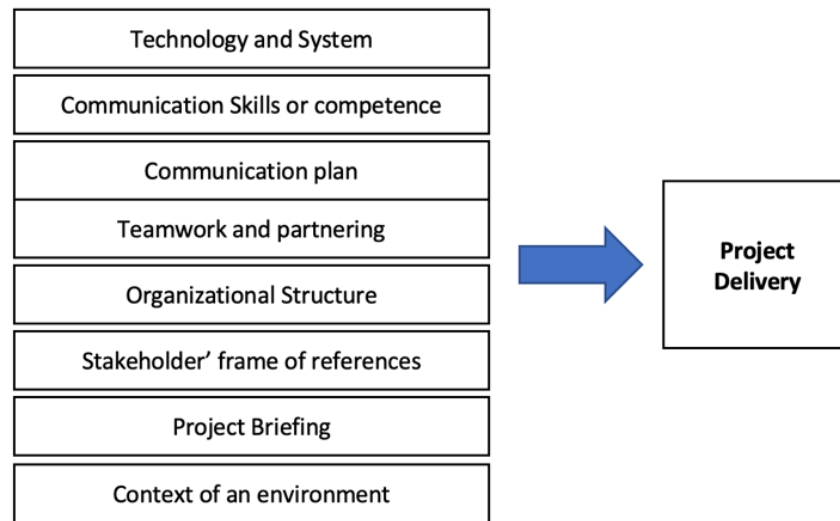 Technology and System
Communication Skills or competence
Communication plan
Teamwork and partnering
Organizational Structure
Stakeholder’ frame of references
Project Briefing
Context of an environment
Project
Delivery